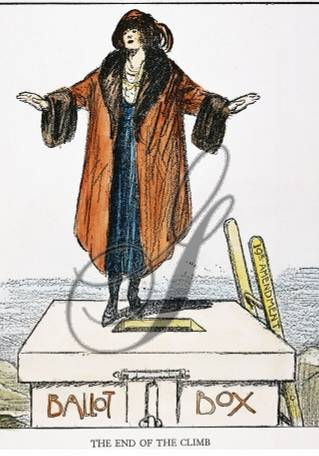 19th AMENDMENT
BALLOT BOX
THE END OF THE CLIMB